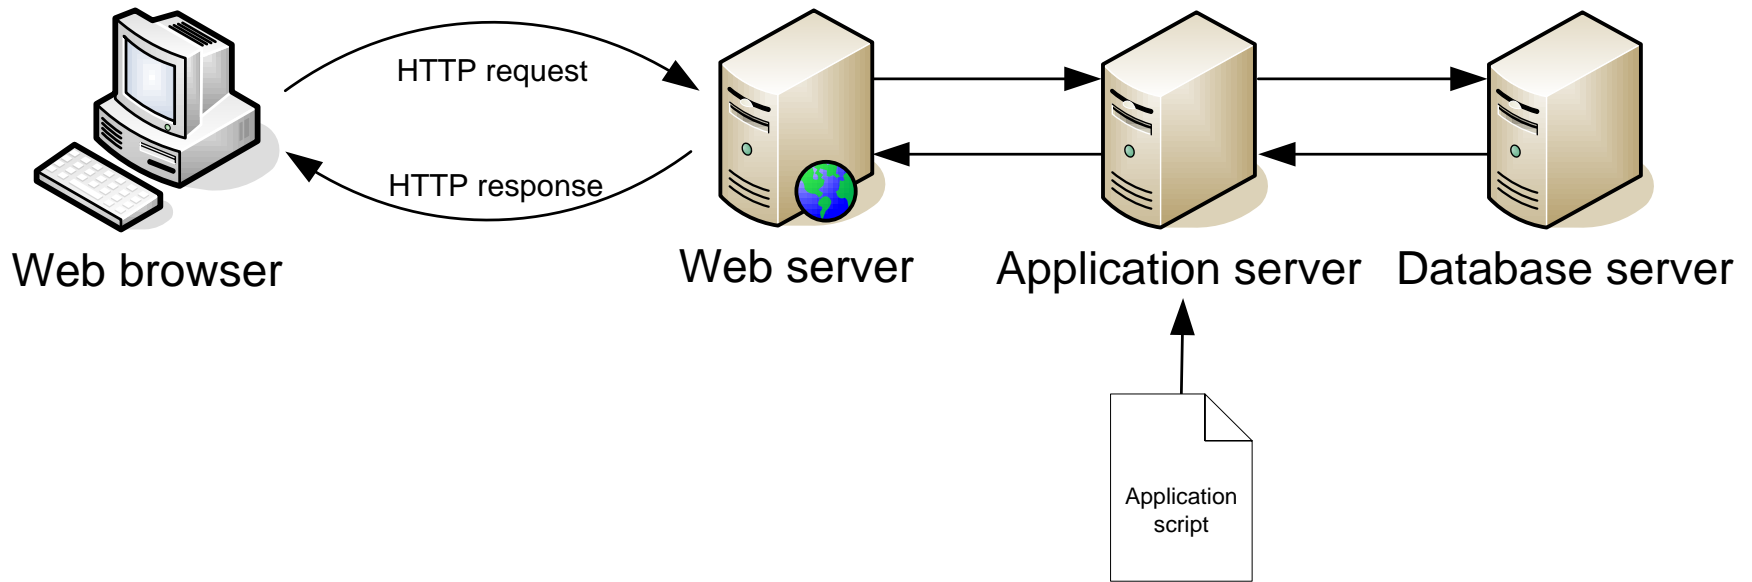 HTTP request
HTTP response
Web browser
Web server
Application server
Database server
Application
script